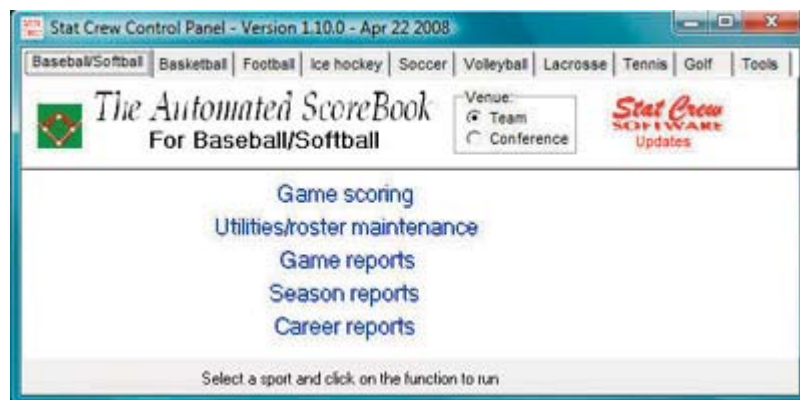 Stat Crew Control Panel - Version 1.10.0 - Apr 22 2008
Baseball/Softball Basketball Football Ice hockey Soccer Volleyball Lacrosse Tennis Golf Tools
The Automated ScoreBook
For Baseball/Softball
Venue:
Team
Conference
Stat Crew
SOFTWARE
Updates
Game scoring
Utilities/roster maintenance
Game reports
Season reports
Career reports
Select a sport and click on the function to run